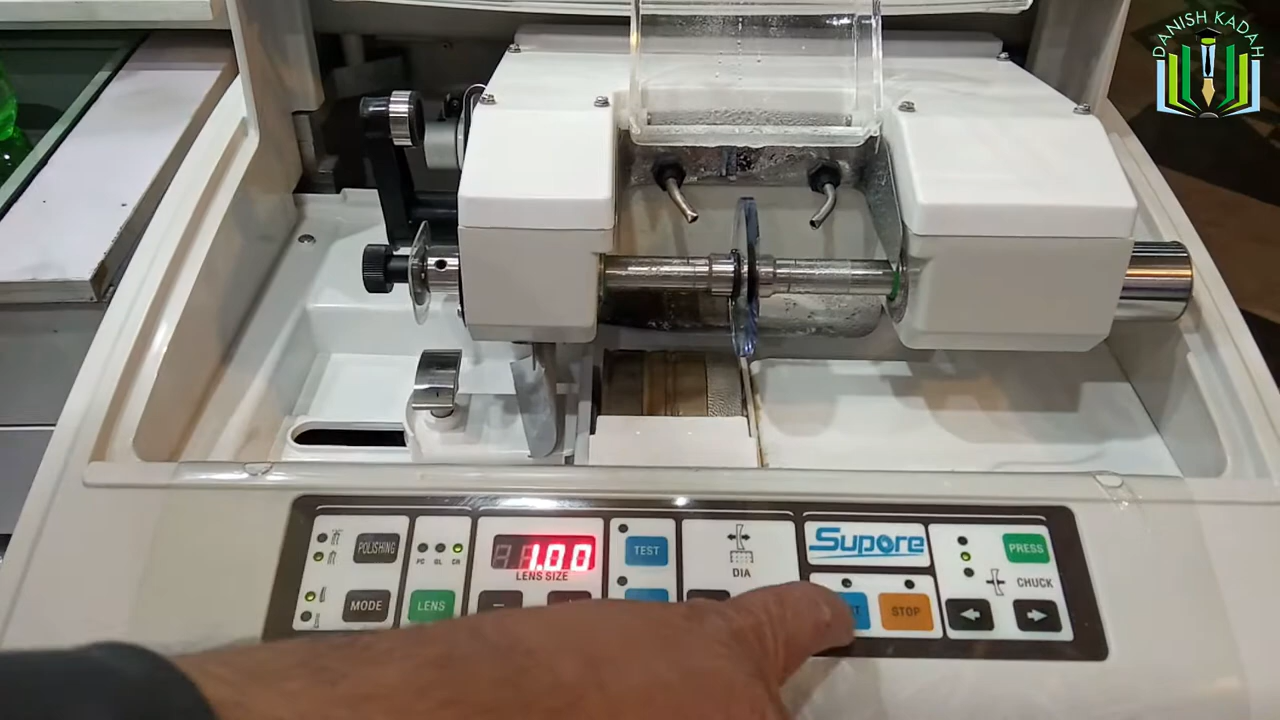 DANISH KADAH
POLISHING
MODE
PC GL CR
LENS
1.00
LENS SIZE
TEST
DIA
Supore
STOP
PRESS
CHUCK